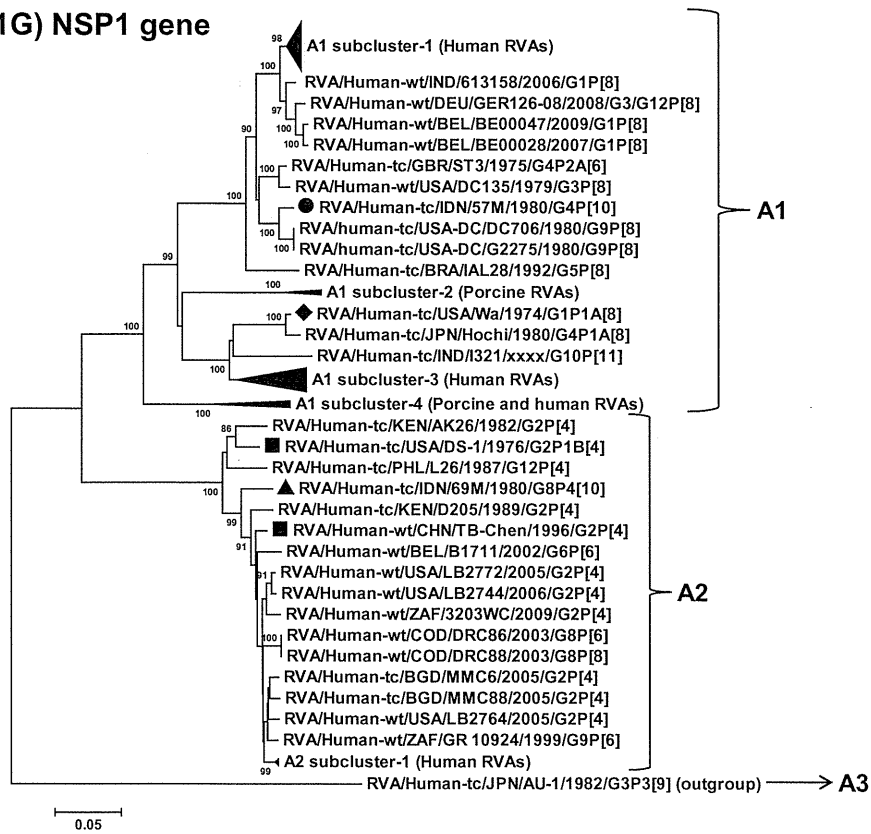 1G) NSP1 gene
98
A1 subcluster-1 (Human RVAs)
100
RVA/Human-wt/IND/613158/2006/G1P[8]
RVA/Human-wt/DEU/GER126-08/2008/G3/G12P[8]
97
RVA/Human-wt/BEL/BE00047/2009/G1P[8]
100
90
RVA/Human-wt/BEL/BE00028/2007/G1P[8]
100
RVA/Human-tc/GBR/ST3/1975/G4P2A[6]
100
RVA/Human-wt/USA/DC135/1979/G3P[8]
100
RVA/Human-tc/IDN/57M/1980/G4P[10]
A1
100
RVA/human-tc/USA-DC/DC706/1980/G9P[8]
100
100
RVA/human-tc/USA-DC/G2275/1980/G9P[8]
99
RVA/Human-tc/BRA/IAL28/1992/G5P[8]
100
A1 subcluster-2 (Porcine RVAs)
100
RVA/Human-tc/USA/Wa/1974/G1P1A[8]
100
RVA/Human-tc/JPN/Hochi/1980/G4P1A[8]
RVA/Human-tc/IND/I321/xxxx/G10P[11]
100
A1 subcluster-3 (Human RVAs)
100
A1 subcluster-4 (Porcine and human RVAs)
86
RVA/Human-tc/KEN/AK26/1982/G2P[4]
RVA/Human-tc/USA/DS-1/1976/G2P1B[4]
RVA/Human-tc/PHL/L26/1987/G12P[4]
100
RVA/Human-tc/IDN/69M/1980/G8P4[10]
99
RVA/Human-tc/KEN/D205/1989/G2P[4]
91
RVA/Human-wt/CHN/TB-Chen/1996/G2P[4]
RVA/Human-wt/BEL/B1711/2002/G6P[6]
91
RVA/Human-wt/USA/LB2772/2005/G2P[4]
RVA/Human-wt/USA/LB2744/2006/G2P[4]
A2
RVA/Human-wt/ZAF/3203WC/2009/G2P[4]
100
RVA/Human-wt/COD/DRC86/2003/G8P[6]
RVA/Human-wt/COD/DRC88/2003/G8P[8]
RVA/Human-tc/BGD/MMC6/2005/G2P[4]
RVA/Human-tc/BGD/MMC88/2005/G2P[4]
RVA/Human-wt/USA/LB2764/2005/G2P[4]
RVA/Human-wt/ZAF/GR 10924/1999/G9P[6]
A2 subcluster-1 (Human RVAs)
99
RVA/Human-tc/JPN/AU-1/1982/G3P3[9] (outgroup)
A3
0.05